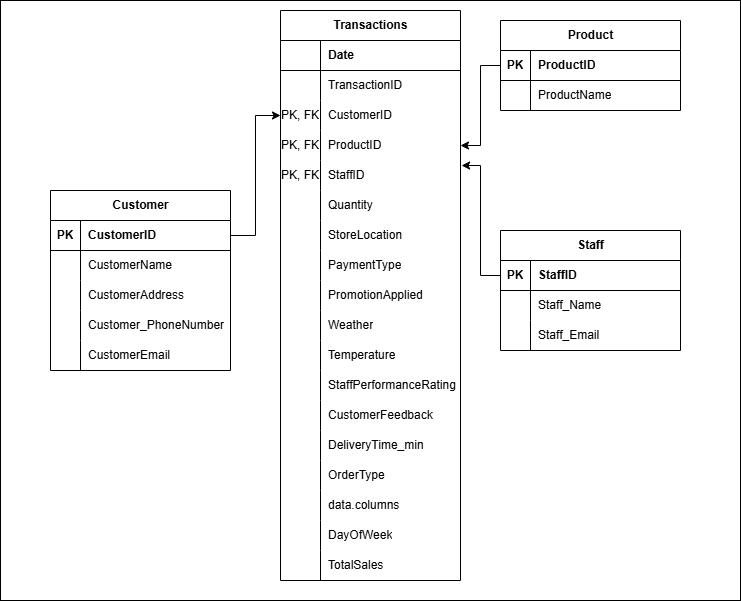 Transactions
Date
TransactionID
PK, FK CustomerID
PK, FK ProductID
PK, FK StaffID
Quantity
StoreLocation
PaymentType
PromotionApplied
Weather
Temperature
StaffPerformanceRating
CustomerFeedback
DeliveryTime_min
OrderType
data.columns
DayOfWeek
TotalSales
Product
PK ProductID
ProductName
Customer
PK CustomerID
CustomerName
CustomerAddress
Customer_PhoneNumber
CustomerEmail
Staff
PK StaffID
Staff_Name
Staff_Email